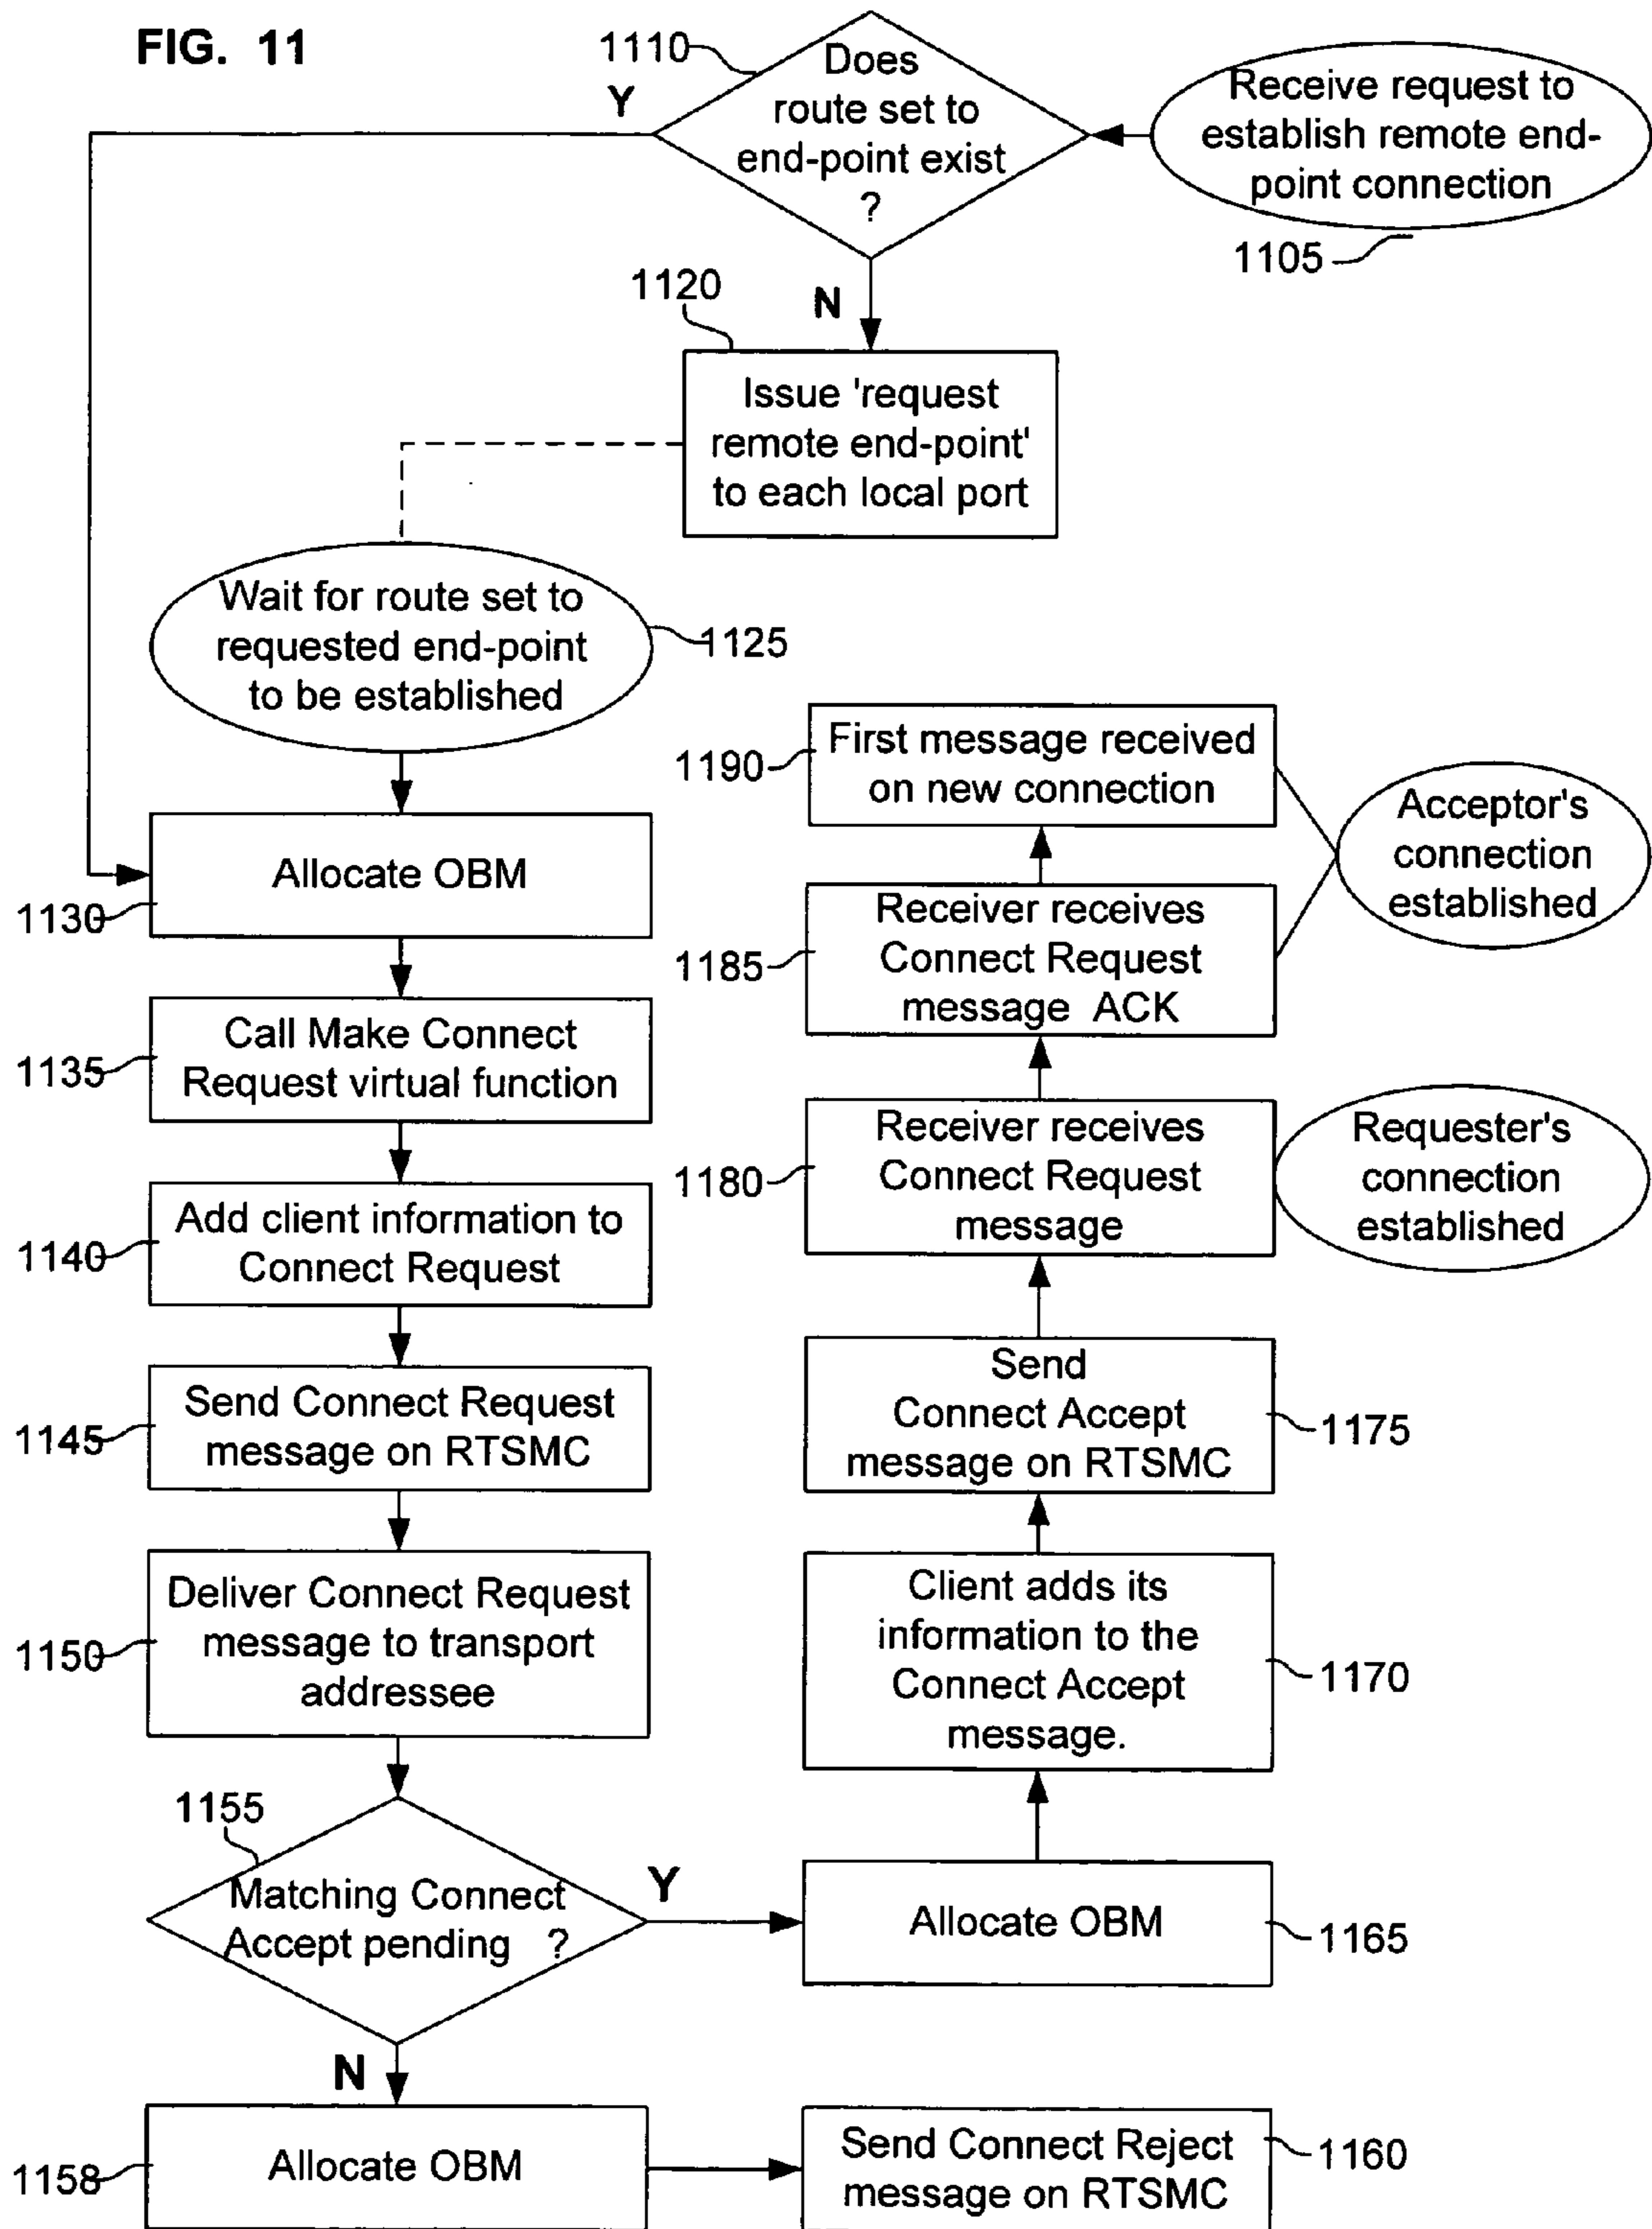 FIG. 11
1110
Does
route set to
end-point exist
?
Y
Receive request to
establish remote end-
point connection
1105
N
1120
Issue 'request
remote end-point'
to each local port
Wait for route set to
requested end-point
to be established
1125
Allocate OBM
1130
Call Make Connect
Request virtual function
1135
Add client information to
Connect Request
1140
Send Connect Request
message on RTSMC
1145
Deliver Connect Request
message to transport
addressee
1150
1155
Matching Connect
Accept pending ?
Y
N
Allocate OBM
1158
Send Connect Reject
message on RTSMC
1160
Allocate OBM
1165
Client adds its
information to the
Connect Accept
message.
1170
Send
Connect Accept
message on RTSMC
1175
Receiver receives
Connect Request
message
1180
Requester's
connection
established
Receiver receives
Connect Request
message ACK
1185
First message received
on new connection
1190
Acceptor's
connection
established